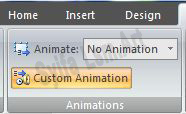 Home Insert Design
Animate: No Animation
Custom Animation
Animations